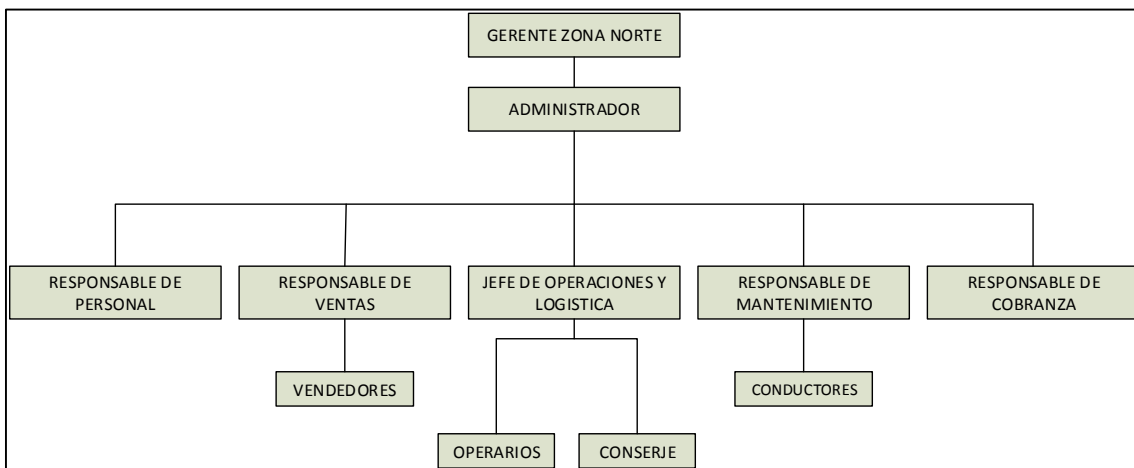 GERENTE ZONA NORTE
ADMINISTRADOR
RESPONSABLE DE
PERSONAL
RESPONSABLE DE
VENTAS
JEFE DE OPERACIONES Y
LOGISTICA
RESPONSABLE DE
MANTENIMIENTO
RESPONSABLE DE
COBRANZA
VENDEDORES
CONDUCTORES
OPERARIOS
CONSERJE